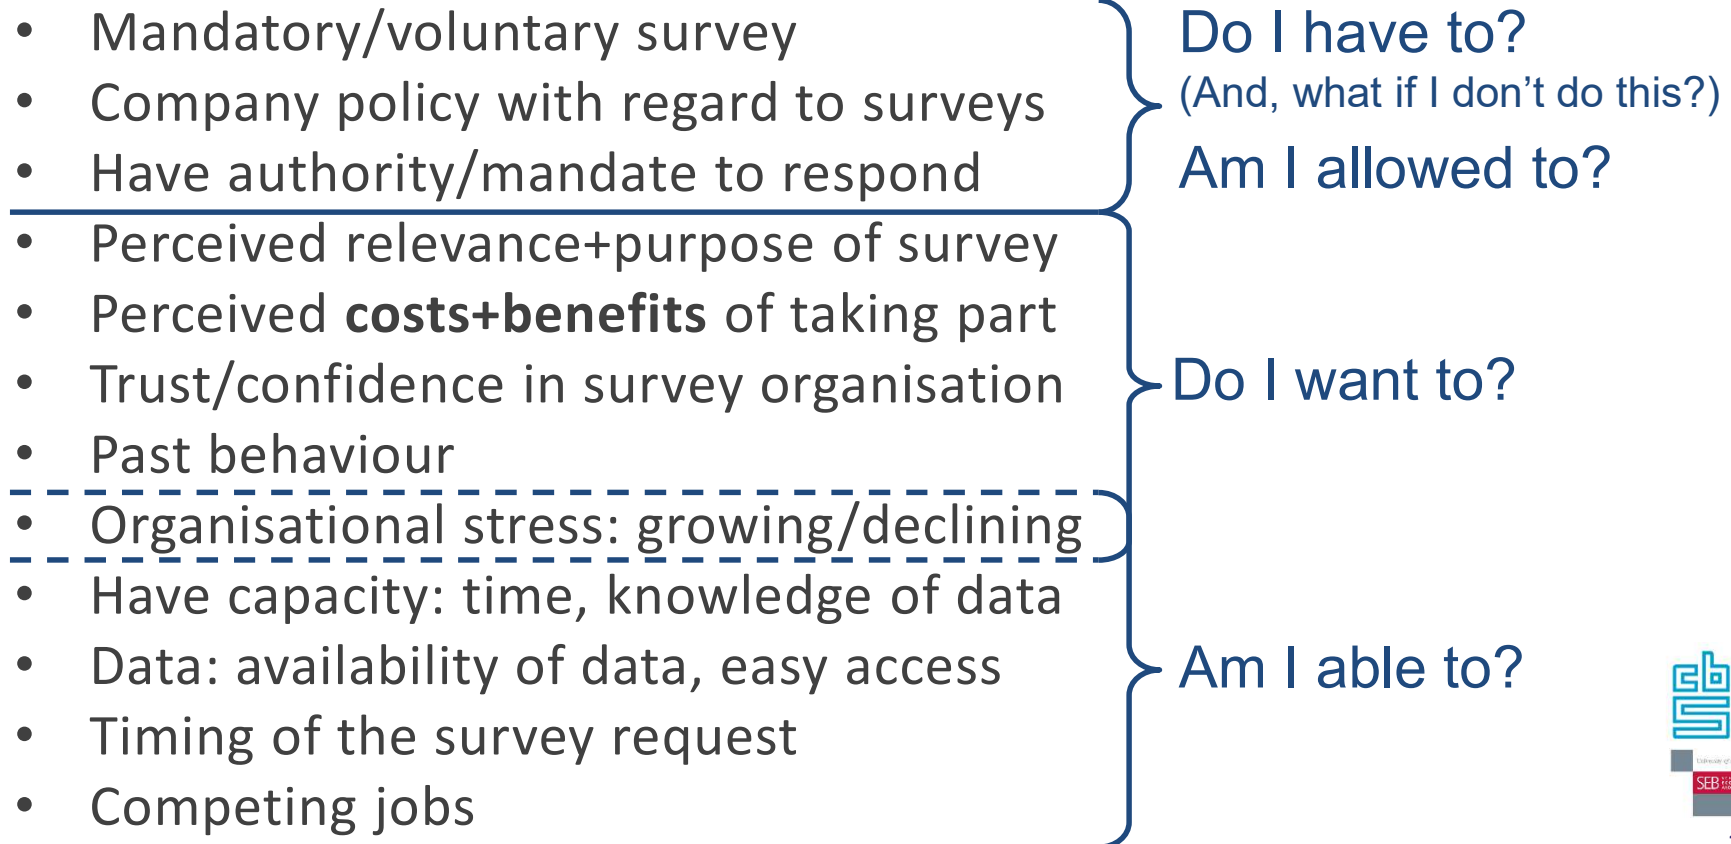 • Mandatory/voluntary survey
• Company policy with regard to surveys
• Have authority/mandate to respond
• Perceived relevance+purpose of survey
• Perceived costs+benefits of taking part
• Trust/confidence in survey organisation
• Past behaviour
• Organisational stress: growing/declining
• Have capacity: time, knowledge of data
• Data: availability of data, easy access
• Timing of the survey request
• Competing jobs
Do I have to?
(And, what if I don’t do this?)
Am I allowed to?
Do I want to?
Am I able to?
cbs
SEB